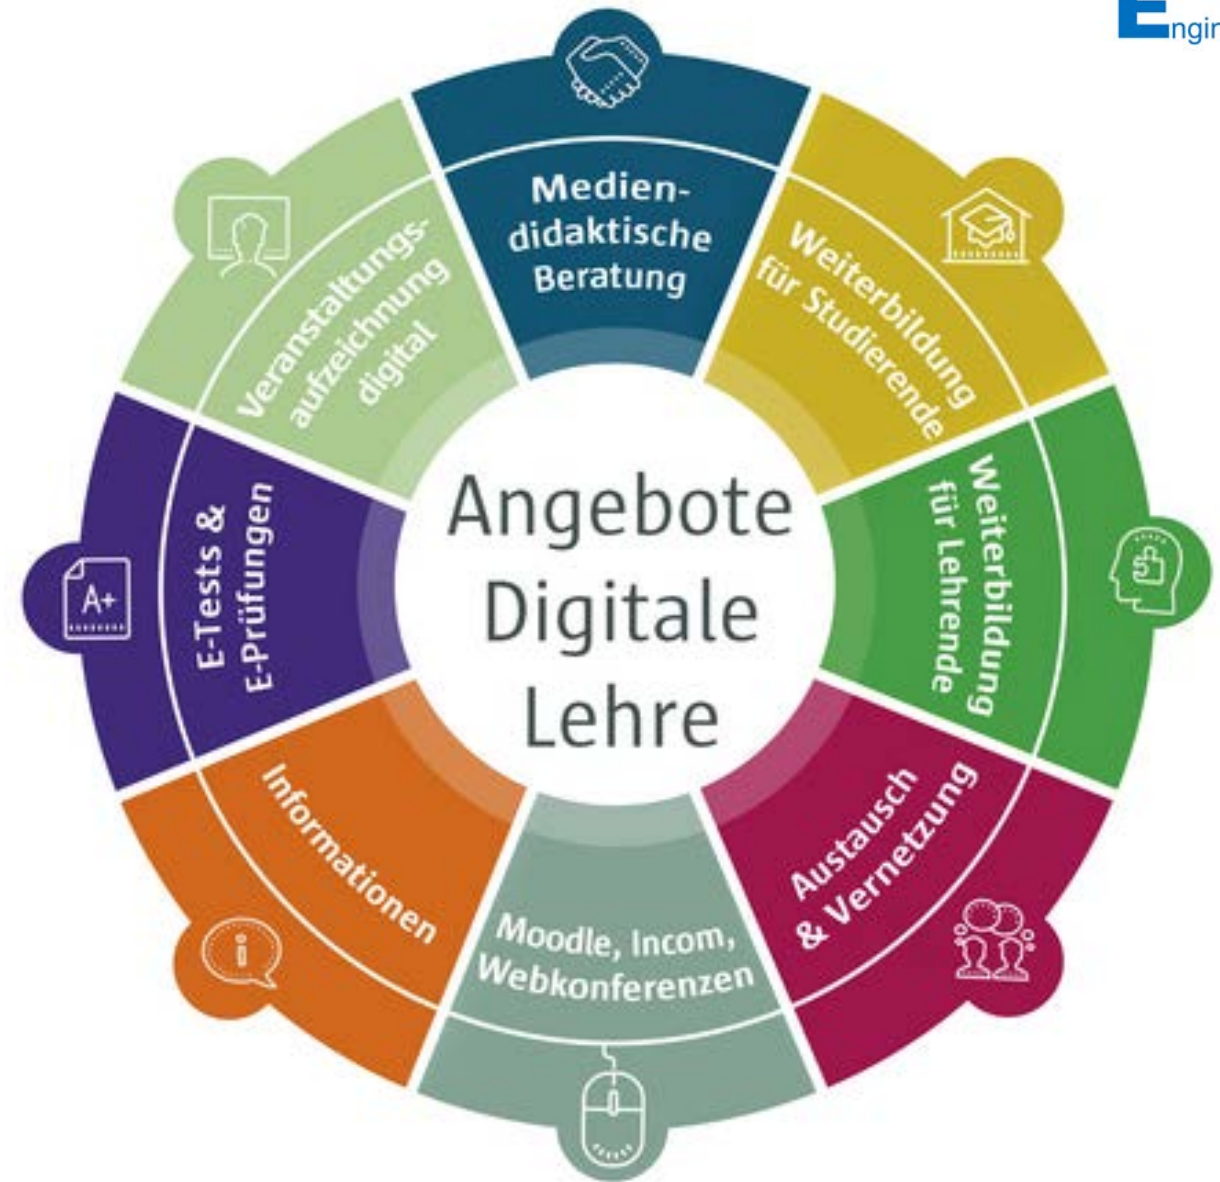 Engin
Medien-
didaktische
Beratung
Weiterbildung
für Studierende
Weiterbildung
für Lehrende
Austausch
& Vernetzung
Moodle, Incom,
Webkonferenzen
Informationen
i
E-Tests &
E-Prüfungen
A+
Veranstaltungs-
aufzeichnung
digital
Angebote
Digitale
Lehre